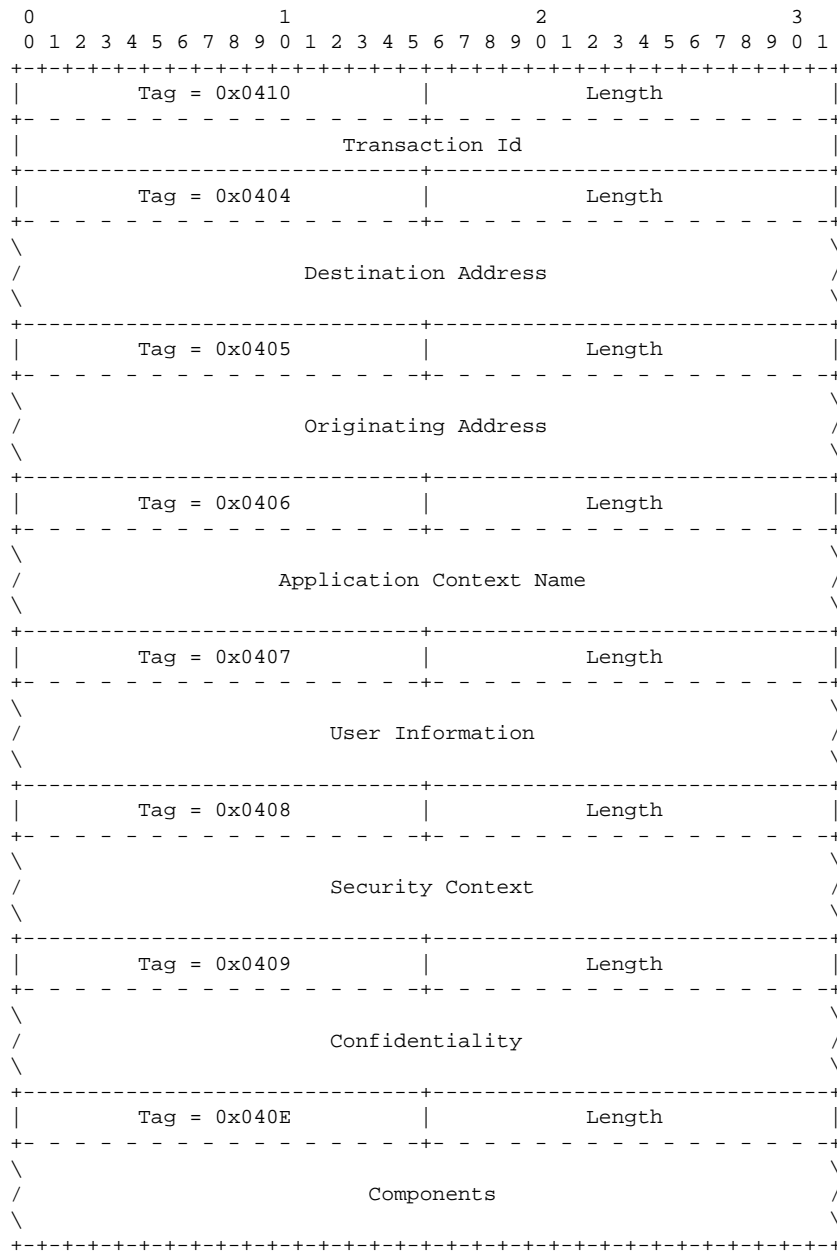 0                   1                   2                   3
0 1 2 3 4 5 6 7 8 9 0 1 2 3 4 5 6 7 8 9 0 1 2 3 4 5 6 7 8 9 0 1
Tag = 0x0410 Length
Transaction Id
Tag = 0x0404 Length
Destination Address
Tag = 0x0405 Length
Originating Address
Tag = 0x0406 Length
Application Context Name
Tag = 0x0407 Length
User Information
Tag = 0x0408 Length
Security Context
Tag = 0x0409 Length
Confidentiality
Tag = 0x040E Length
Components